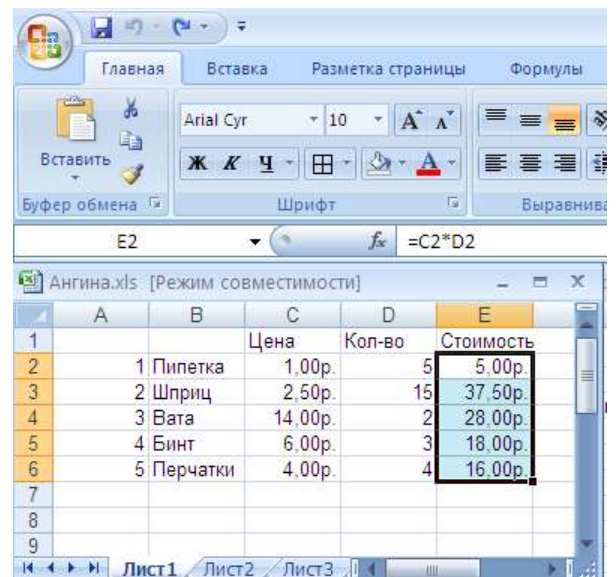 Главная Вставка Разметка страницы Формулы
Arial Cyr 10 A A
Вставить
Ж К Ч A
Буфер обмена Шрифт
E2 fx =C2*D2
Ангина.xls [Режим совместимости]
A B C D E
1 Цена Кол-во Стоимость
2 1 Пипетка 1,00р. 5 5,00р.
3 2 Шприц 2,50р. 15 37,50р.
4 3 Вата 14,00р. 2 28,00р.
5 4 Бинт 6,00р. 3 18,00р.
6 5 Перчатки 4,00р. 4 16,00р.
7
8
9
Лист1 Лист2 Лист3